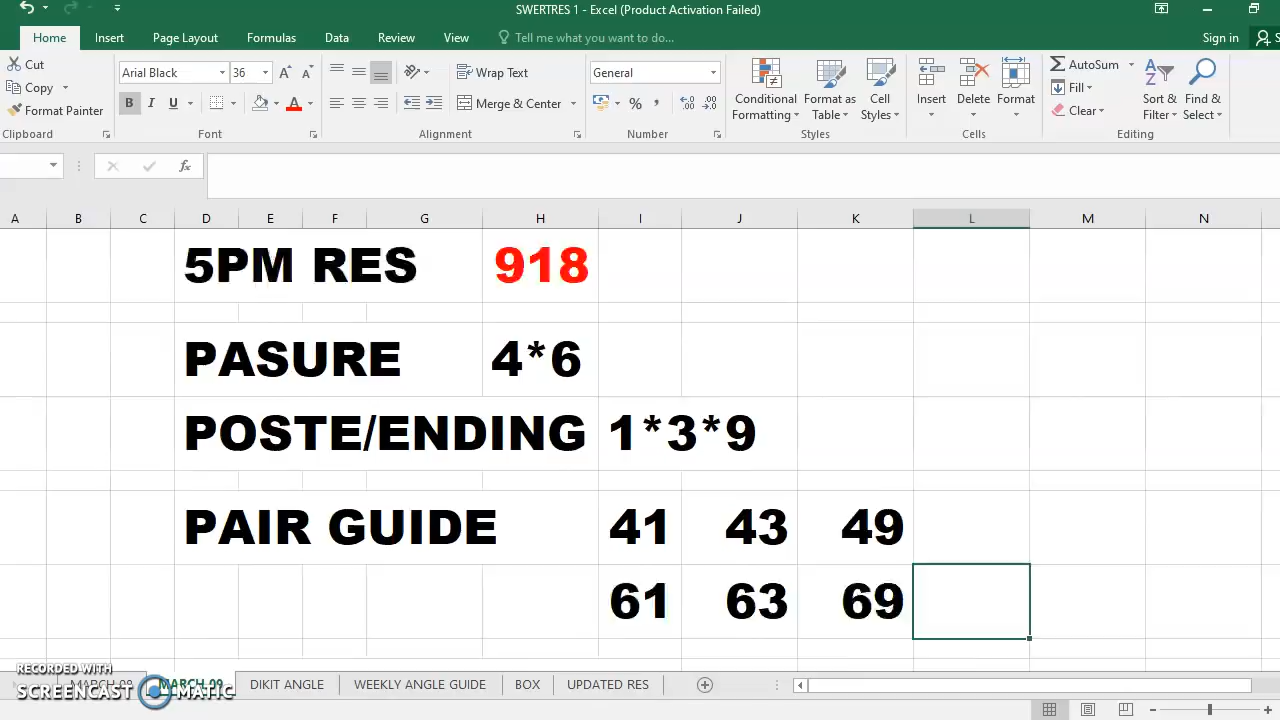 SWERTRES 1 - Excel (Product Activation Failed)
Home Insert Page Layout Formulas Data Review View Tell me what you want to do... Sign in
Cut
Copy
Format Painter
Clipboard
Arial Black 36
B I U A
Font
Wrap Text
Merge & Center
Alignment
General
%
Number
Conditional Formatting
Format as Table
Cell Styles
Styles
Insert Delete Format
Cells
AutoSum
Fill
Clear
Sort & Filter
Find & Select
Editing
fx
A B C D E F G H I J K L M N
5PM RES 918
PASURE 4*6
POSTE/ENDING 1*3*9
PAIR GUIDE 41 43 49
61 63 69
RECORDED WITH
SCREENCAST MATIC
MARCH 09 DIKIT ANGLE WEEKLY ANGLE GUIDE BOX UPDATED RES